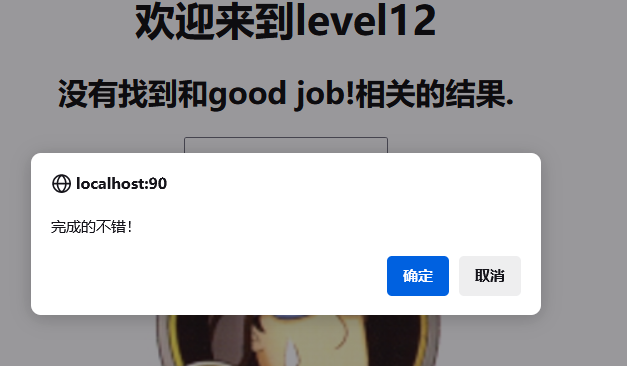 欢迎来到level12
没有找到和good job!相关的结果.
localhost:90
完成的不错！
确定
取消